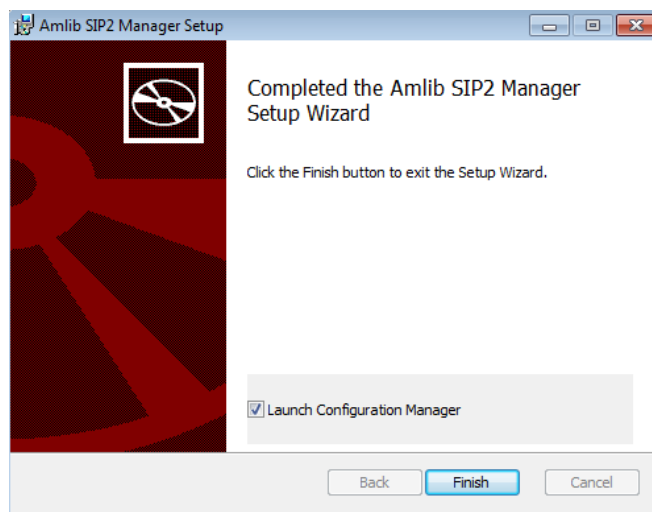 Amlib SIP2 Manager Setup
Completed the Amlib SIP2 Manager
Setup Wizard
Click the Finish button to exit the Setup Wizard.
Launch Configuration Manager
Back
Finish
Cancel